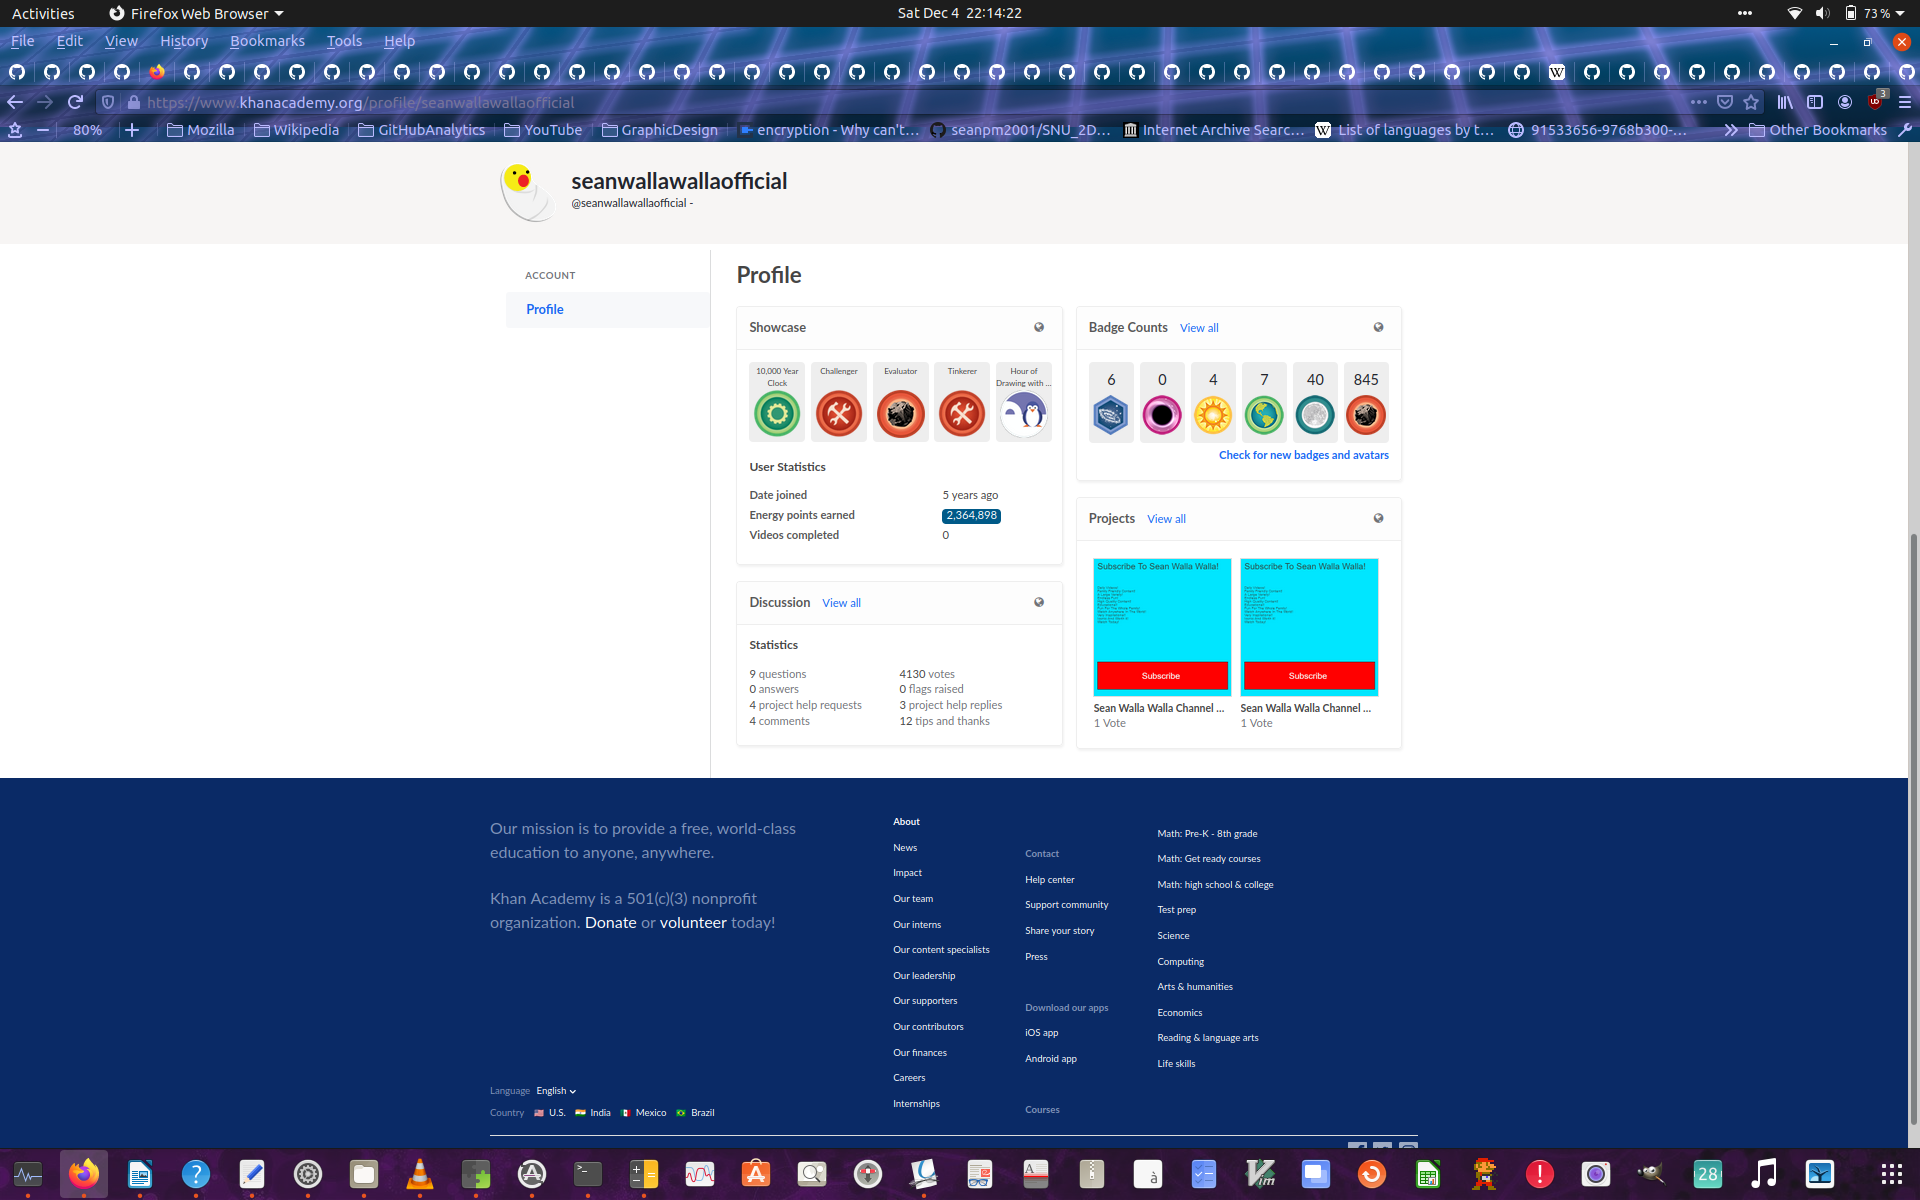 Activities
Firefox Web Browser
Sat Dec 4 22:14:22
73 %
File Edit View History Bookmarks Tools Help
https://www.khanacademy.org/profile/seanwallawallaofficial
3
80%
Mozilla
Wikipedia
GitHubAnalytics
YouTube
GraphicDesign
encryption - Why can't...
seanpm2001/SNU_2D...
Internet Archive Searc...
List of languages by t...
91533656-9768b300-...
Other Bookmarks
seanwallawallaofficial
@seanwallawallaofficial -
ACCOUNT
Profile
Profile
Showcase
10,000 Year Clock
Challenger
Evaluator
Tinkerer
Hour of Drawing with ...
User Statistics
Date joined 5 years ago
Energy points earned 2,364,898
Videos completed 0
Badge Counts View all
6 0 4 7 40 845
Check for new badges and avatars
Discussion View all
Statistics
9 questions 4130 votes
0 answers 0 flags raised
4 project help requests 3 project help replies
4 comments 12 tips and thanks
Projects View all
Subscribe To Sean Walla Walla!
Subscribe
Sean Walla Walla Channel ...
1 Vote
Subscribe To Sean Walla Walla!
Subscribe
Sean Walla Walla Channel ...
1 Vote
Our mission is to provide a free, world-class
education to anyone, anywhere.
Khan Academy is a 501(c)(3) nonprofit
organization. Donate or volunteer today!
Language English
Country U.S. India Mexico Brazil
About
News
Impact
Our team
Our interns
Our content specialists
Our leadership
Our supporters
Our contributors
Our finances
Careers
Internships
Contact
Help center
Support community
Share your story
Press
Download our apps
iOS app
Android app
Courses
Math: Pre-K - 8th grade
Math: Get ready courses
Math: high school & college
Test prep
Science
Computing
Arts & humanities
Economics
Reading & language arts
Life skills
28